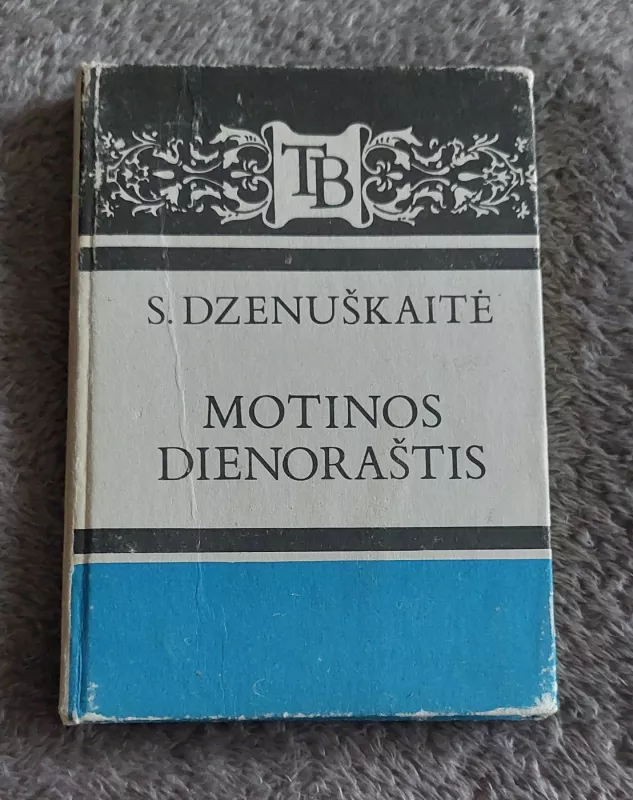 TB
S. DZENUŠKAITĖ
MOTINOS
DIENORAŠTIS